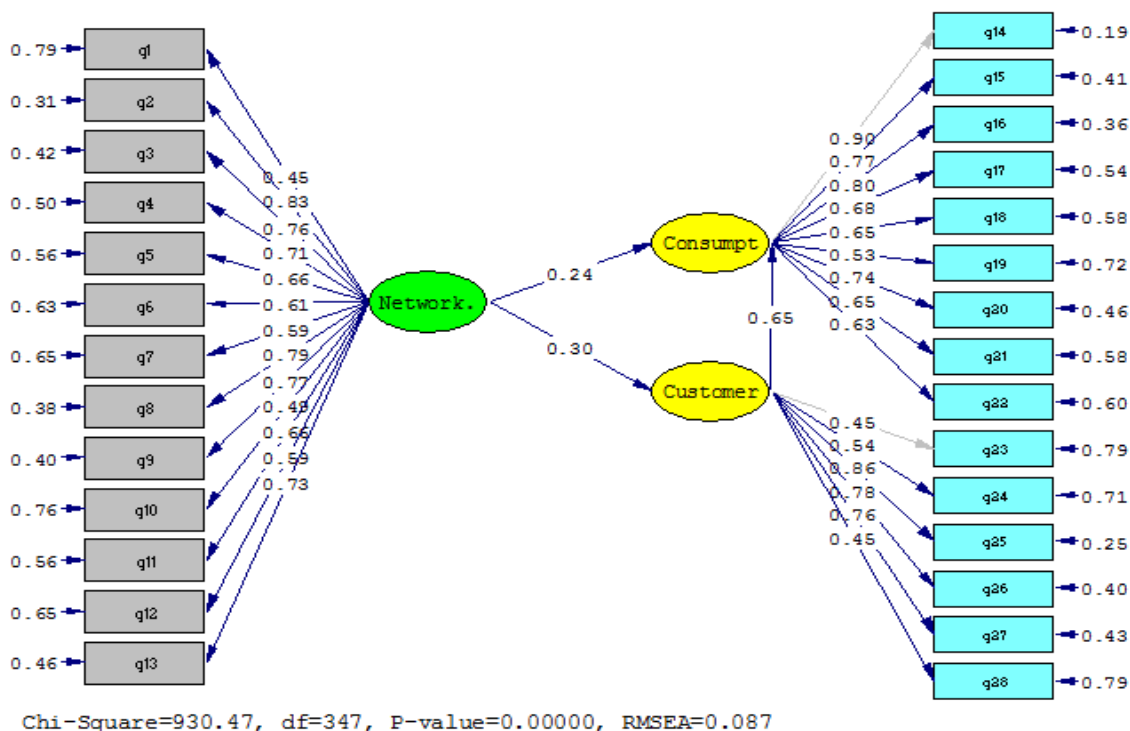 0.79 q1
0.31 q2
0.42 q3
0.50 q4
0.56 q5
0.63 q6
0.65 q7
0.38 q8
0.40 q9
0.76 q10
0.56 q11
0.65 q12
0.46 q13
0.45
0.83
0.76
0.71
0.66
0.61
0.59
0.79
0.77
0.49
0.66
0.59
0.73
Network.
0.24
0.30
Consumpt
0.65
Customer
0.90
0.77
0.80
0.68
0.65
0.53
0.74
0.65
0.63
0.45
0.54
0.86
0.78
0.76
0.45
q14 0.19
q15 0.41
q16 0.36
q17 0.54
q18 0.58
q19 0.72
q20 0.46
q21 0.58
q22 0.60
q23 0.79
q24 0.71
q25 0.25
q26 0.40
q27 0.43
q28 0.79
Chi-Square=930.47, df=347, P-value=0.00000, RMSEA=0.087